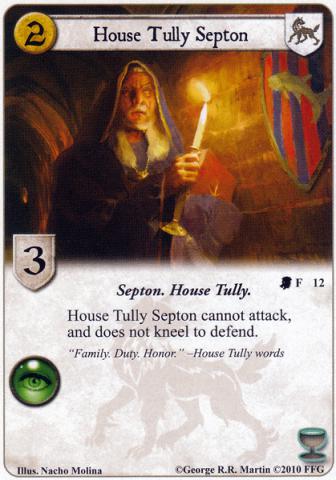 2
House Tully Septon
3
F 12
Septon. House Tully.
House Tully Septon cannot attack,
and does not kneel to defend.
“Family. Duty. Honor.” –House Tully words
Illus. Nacho Molina
©George R.R. Martin ©2010 FFG